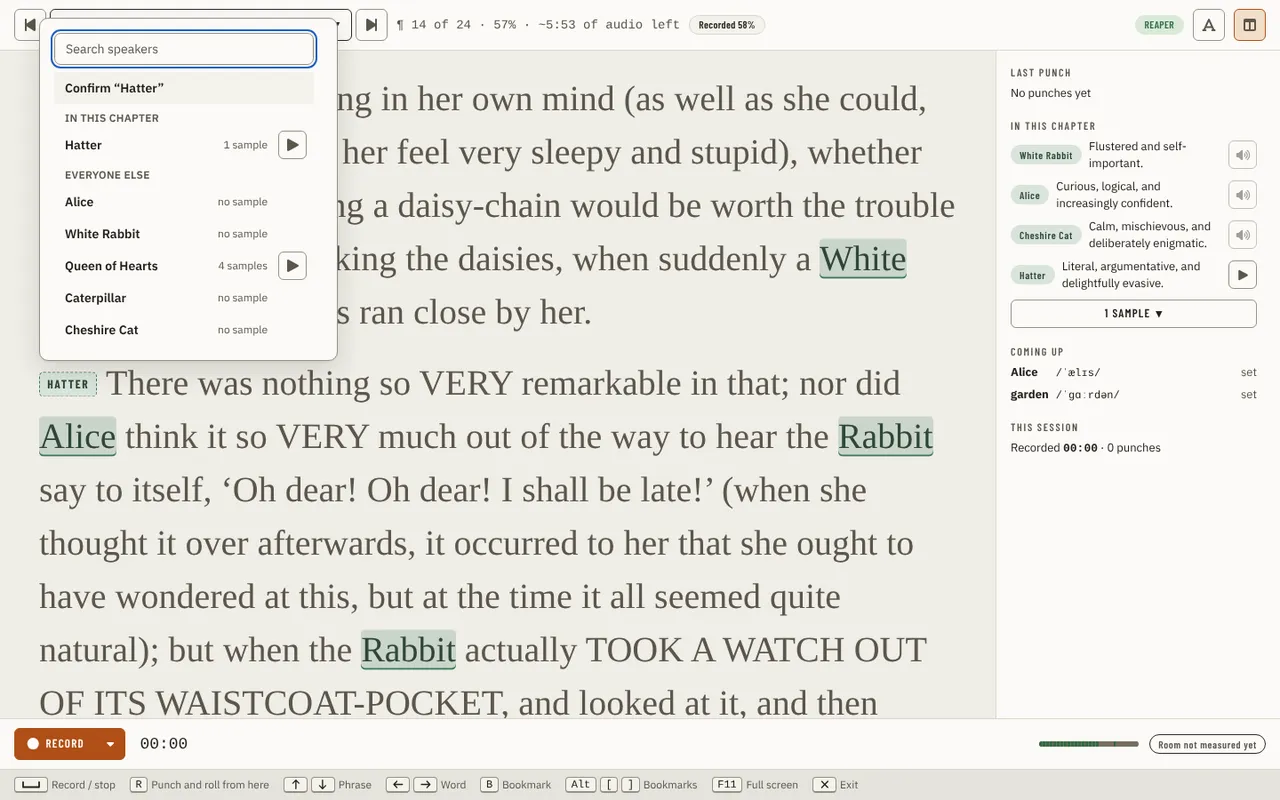 ¶ 14 of 24 · 57% · ~5:53 of audio left
Recorded 58%
REAPER
A
Search speakers
Confirm “Hatter”
IN THIS CHAPTER
Hatter 1 sample
EVERYONE ELSE
Alice no sample
White Rabbit no sample
Queen of Hearts 4 samples
Caterpillar no sample
Cheshire Cat no sample
ng in her own mind (as well as she could,
her feel very sleepy and stupid), whether
ng a daisy-chain would be worth the trouble
king the daisies, when suddenly a White
s ran close by her.
HATTER There was nothing so VERY remarkable in that; nor did
Alice think it so VERY much out of the way to hear the Rabbit
say to itself, ‘Oh dear! Oh dear! I shall be late!’ (when she
thought it over afterwards, it occurred to her that she ought to
have wondered at this, but at the time it all seemed quite
natural); but when the Rabbit actually TOOK A WATCH OUT
OF ITS WAISTCOAT-POCKET, and looked at it, and then
LAST PUNCH
No punches yet
IN THIS CHAPTER
White Rabbit Flustered and self-
important.
Alice Curious, logical, and
increasingly confident.
Cheshire Cat Calm, mischievous, and
deliberately enigmatic.
Hatter Literal, argumentative, and
delightfully evasive.
1 SAMPLE ▼
COMING UP
Alice /ˈælɪs/ set
garden /ˈɡɑːrdən/ set
THIS SESSION
Recorded 00:00 · 0 punches
RECORD 00:00
Room not measured yet
Record / stop R Punch and roll from here ↑ ↓ Phrase ← → Word B Bookmark Alt [ ] Bookmarks F11 Full screen X Exit